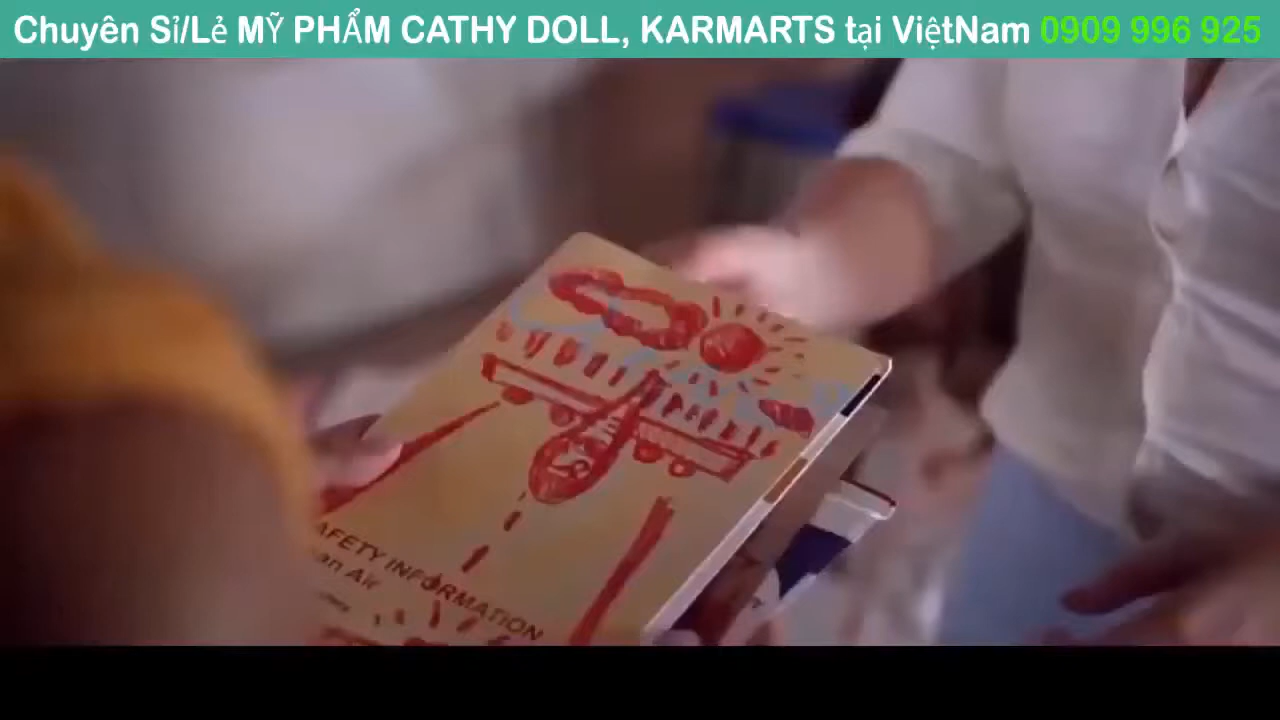 Chuyên Sỉ/Lẻ MỸ PHẨM CATHY DOLL, KARMARTS tại ViệtNam 0909 996 925
AFETY INFORMATION
an Air